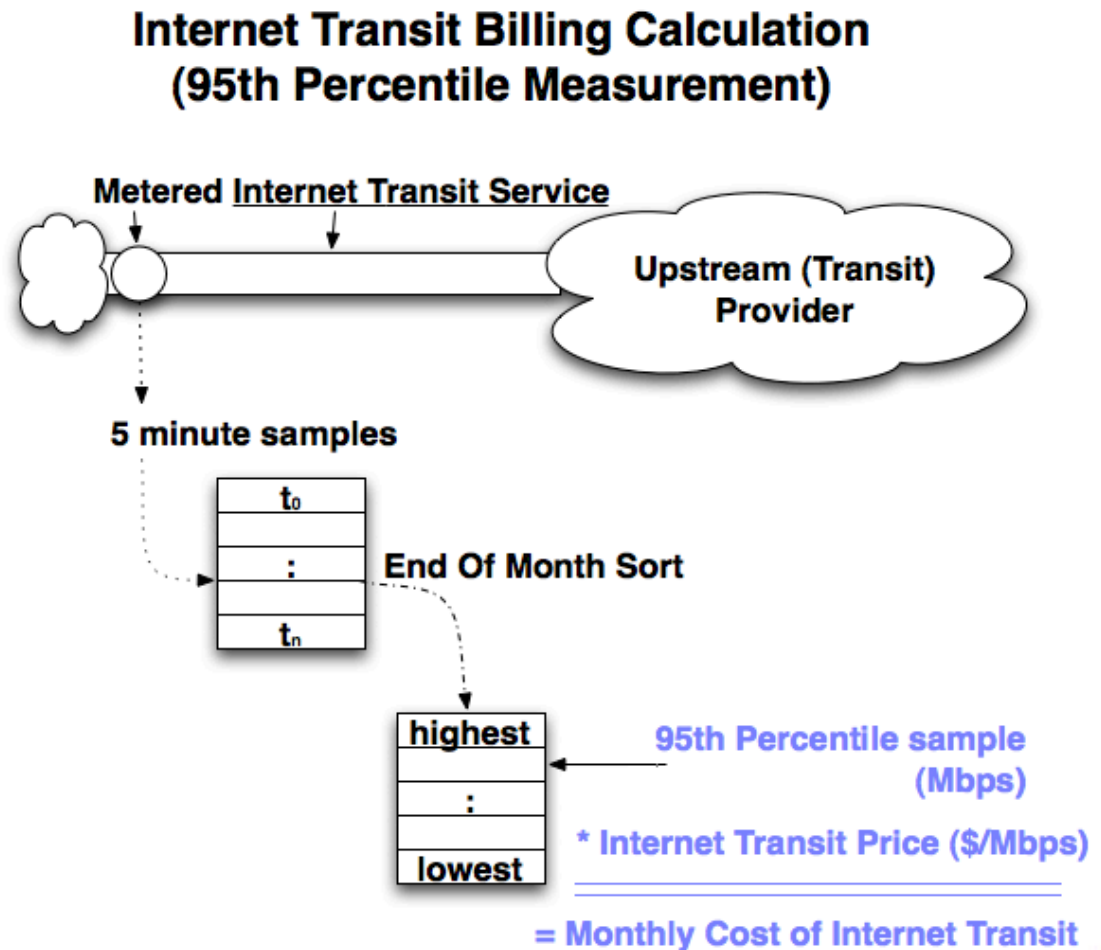 Internet Transit Billing Calculation
(95th Percentile Measurement)
Metered Internet Transit Service
Upstream (Transit)
Provider
5 minute samples
t₀
:
tₙ
End Of Month Sort
highest
:
lowest
95th Percentile sample
(Mbps)
* Internet Transit Price ($/Mbps)
= Monthly Cost of Internet Transit